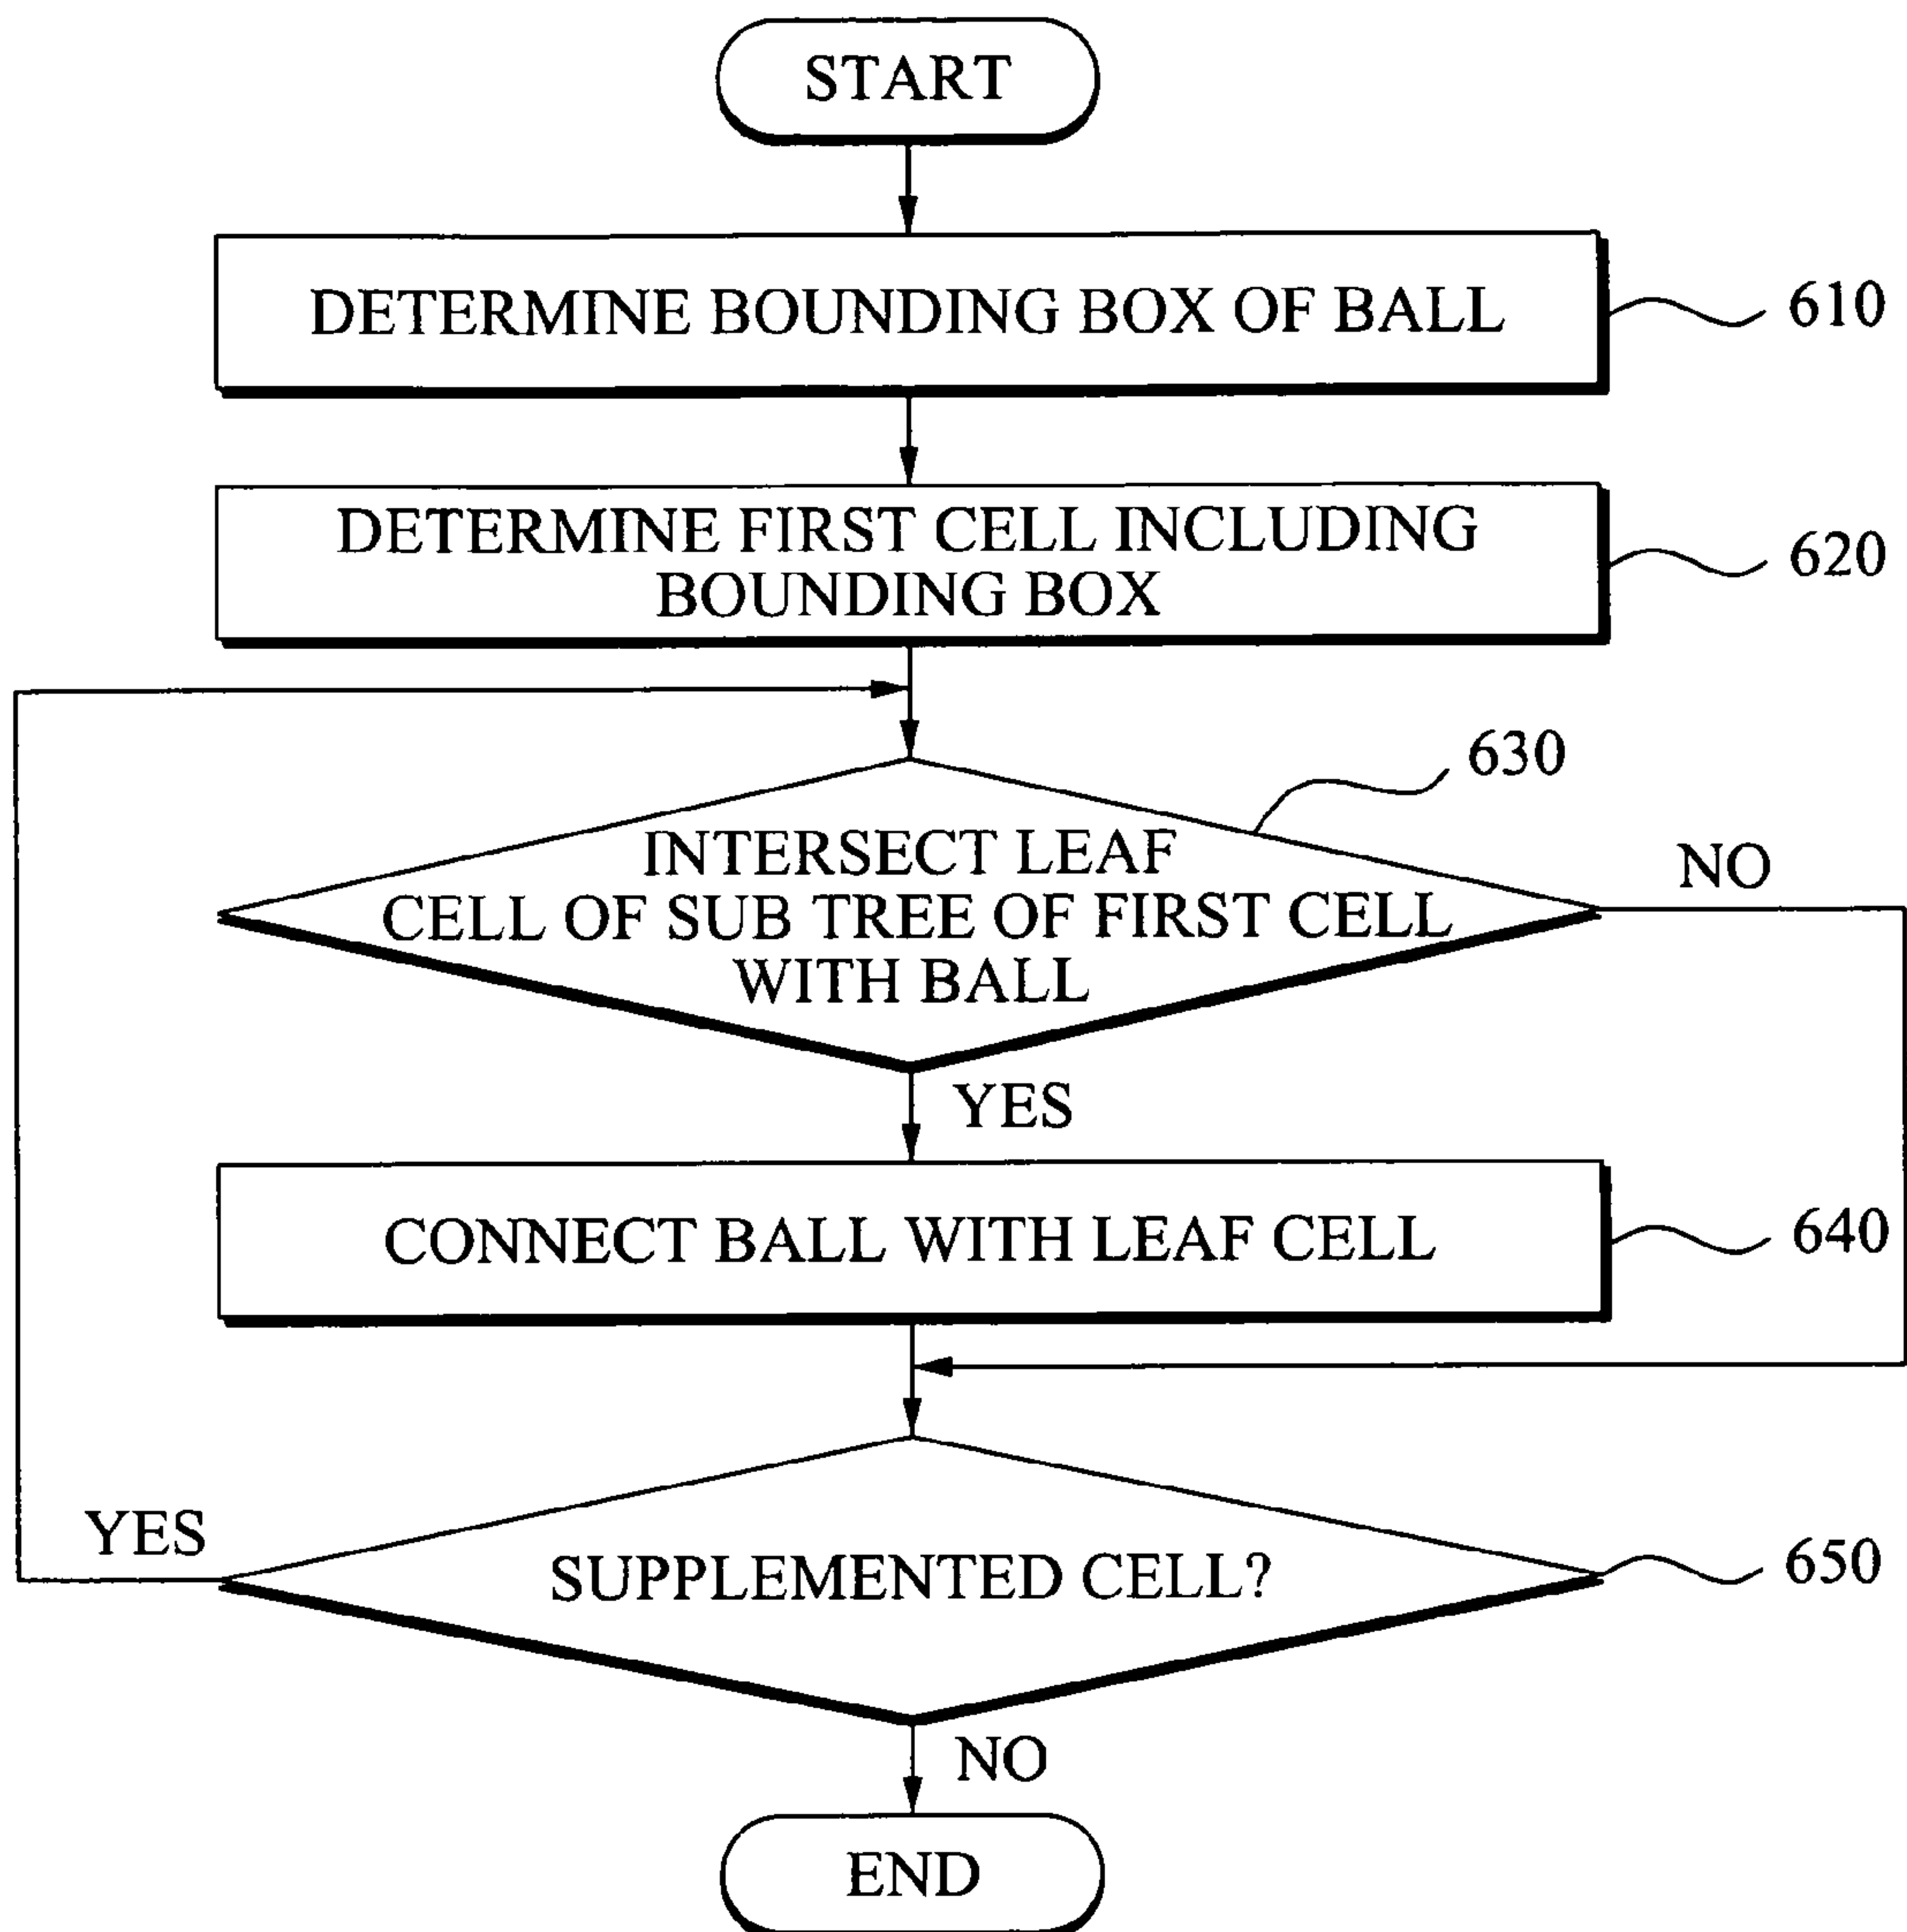 START
DETERMINE BOUNDING BOX OF BALL
610
DETERMINE FIRST CELL INCLUDING
BOUNDING BOX
620
630
INTERSECT LEAF
CELL OF SUB TREE OF FIRST CELL
WITH BALL
NO
YES
CONNECT BALL WITH LEAF CELL
640
YES
SUPPLEMENTED CELL?
650
NO
END